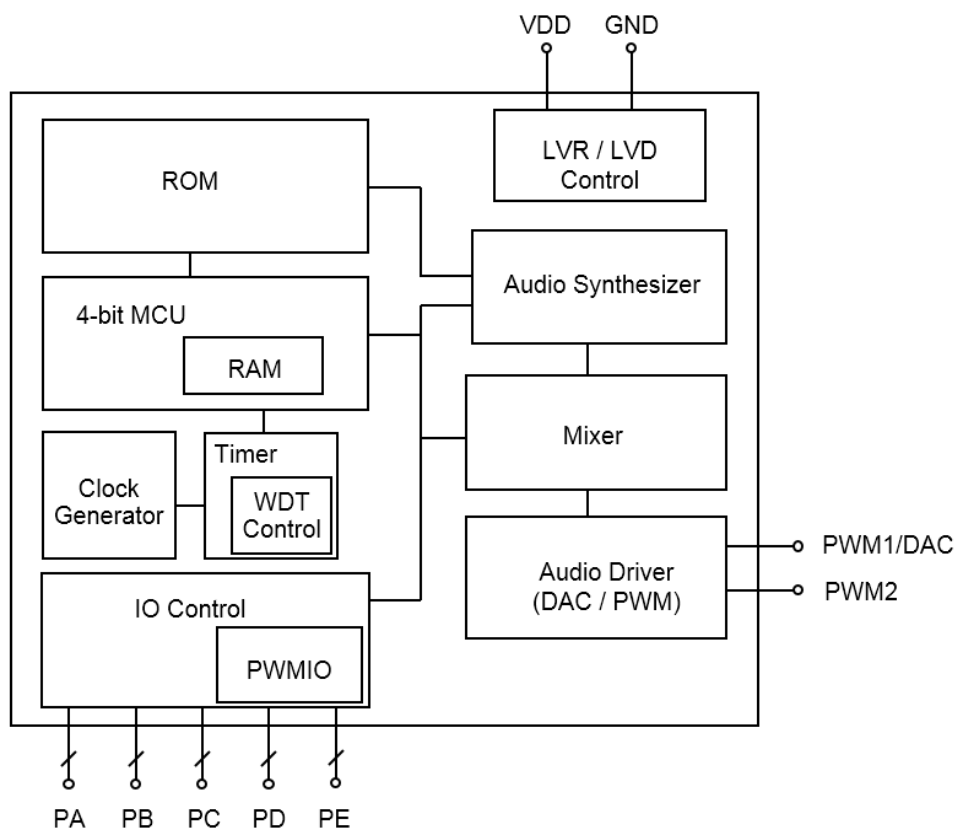 VDD GND
LVR / LVD
Control
ROM
Audio Synthesizer
4-bit MCU
RAM
Mixer
Timer
Clock
Generator
WDT
Control
PWM1/DAC
Audio Driver
(DAC / PWM)
PWM2
IO Control
PWMIO
PA PB PC PD PE